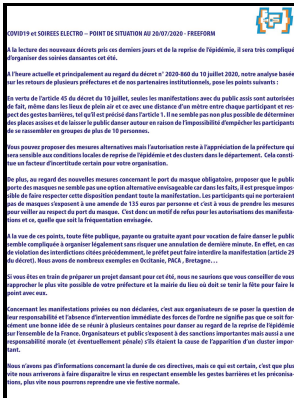 COVID19 et SOIREES ELECTRO – POINT DE SITUATION AU 20/07/2020 - FREEFORM
A la lecture des nouveaux décrets pris ces derniers jours et de la reprise de l'épidémie, il sera très compliqué
d'organiser des soirées dansantes cet été.
A l'heure actuelle et principalement au regard du décret n° 2020-860 du 10 juillet 2020, notre analyse basée
sur les retours de plusieurs préfectures et de nos partenaires institutionnels, pose les points suivants :
En vertu de l'article 45 du décret du 10 juillet, seules les manifestations avec du public assis sont autorisées
de fait, même dans les lieux de plein air et ce avec une distance d'un mètre entre chaque participant et res-
pect des gestes barrières, tel qu'il est précisé dans l'article 1. Il ne semble pas non plus possible de déterminer
des places assises et de laisser le public danser autour en raison de l'impossibilité d'empêcher les participants
de se rassembler en groupes de plus de 10 personnes.
Vous pouvez proposer des mesures alternatives mais l'autorisation reste à l'appréciation de la préfecture qui
sera sensible aux conditions locales de reprise de l'épidémie et des clusters dans le département. Cela consti-
tue un facteur d'incertitude certain pour votre organisation.
De plus, au regard des nouvelles mesures concernant le port du masque obligatoire, proposer que le public
porte des masques ne semble pas une option alternative envisageable car dans les faits, il est presque impos-
sible de faire respecter cette disposition pendant toute la manifestation. Les participants qui ne porteraient
pas de masques s'exposent à une amende de 135 euros par personne et c'est à vous de prendre les mesures
pour veiller au respect du port du masque. C'est donc un motif de refus pour les autorisations de manifesta-
tions et ce, quelle que soit la fréquentation envisagée.
A la vue de ces points, toute fête publique, payante ou gratuite ayant pour vocation de faire danser le public
semble compliquée à organiser légalement sans risquer une annulation de dernière minute. En effet, en cas
de violation des interdictions citées précédemment, le préfet peut faire interdire la manifestation (article 29
du décret). Nous avons de nombreux exemples en Occitanie, PACA , Bretagne…
Si vous êtes en train de préparer un projet dansant pour cet été, nous ne saurions que vous conseiller de vous
rapprocher le plus vite possible de votre préfecture et la mairie du lieu où doit se tenir la fête pour faire le
point avec eux.
Concernant les manifestations privées ou non déclarées, c'est aux organisateurs de se poser la question de
leur responsabilité et l'absence d'intervention immédiate des forces de l'ordre ne signifie pas que ce soit for-
cément une bonne idée de se réunir à plusieurs centaines pour danser au regard de la reprise de l'épidémie
sur l'ensemble de la France. Organisateurs et public s'exposent à des sanctions importantes mais aussi à une
responsabilité morale (et éventuellement pénale) s'ils étaient la cause de l'apparition d'un cluster impor-
tant.
Nous n'avons pas d'informations concernant la durée de ces directives, mais ce qui est certain, c'est que plus
vite nous arriverons à faire disparaître le virus en respectant ensemble les gestes barrières et les préconisa-
tions, plus vite nous pourrons reprendre une vie festive normale.